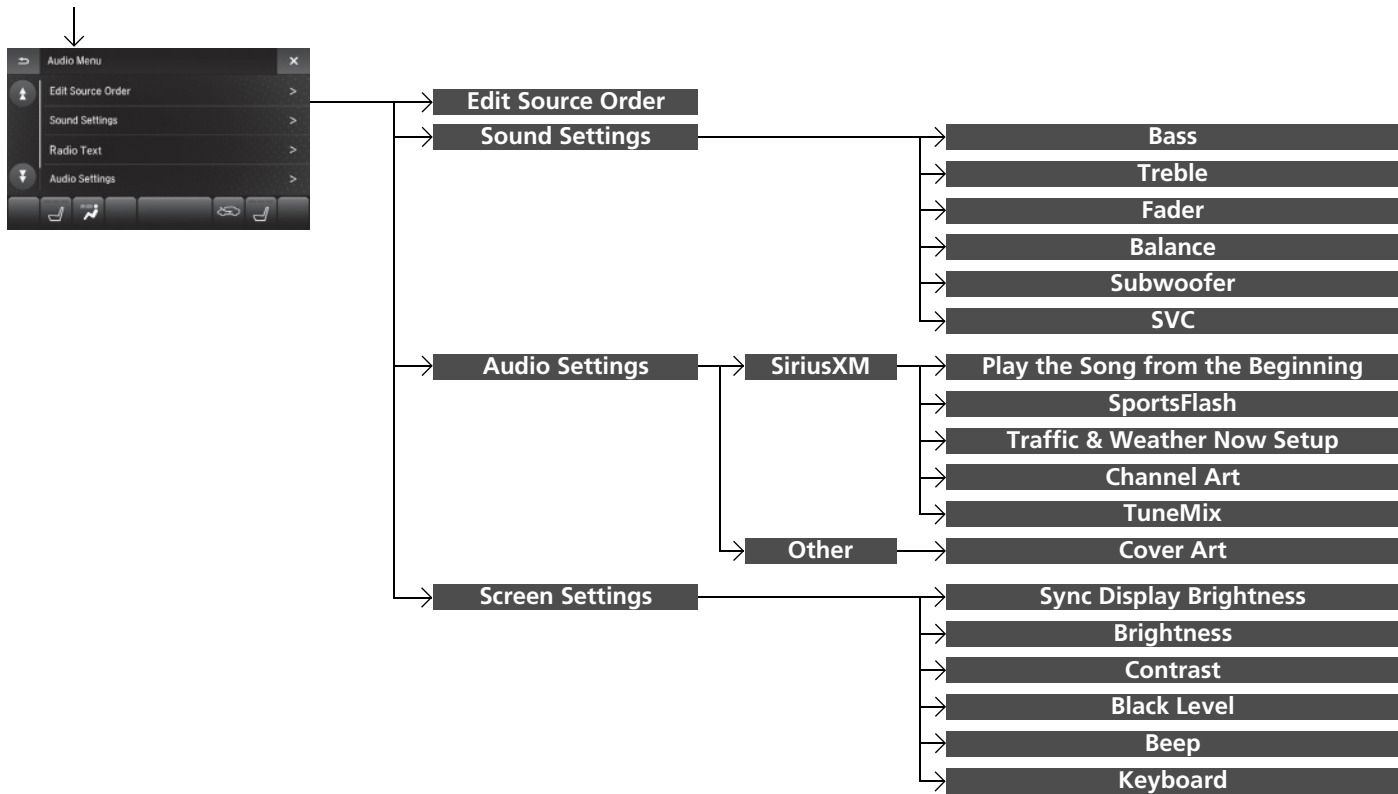 Audio Menu
Edit Source Order
Sound Settings
Radio Text
Audio Settings
Edit Source Order
Sound Settings
Bass
Treble
Fader
Balance
Subwoofer
SVC
Audio Settings
SiriusXM
Play the Song from the Beginning
SportsFlash
Traffic & Weather Now Setup
Channel Art
TuneMix
Other
Cover Art
Screen Settings
Sync Display Brightness
Brightness
Contrast
Black Level
Beep
Keyboard